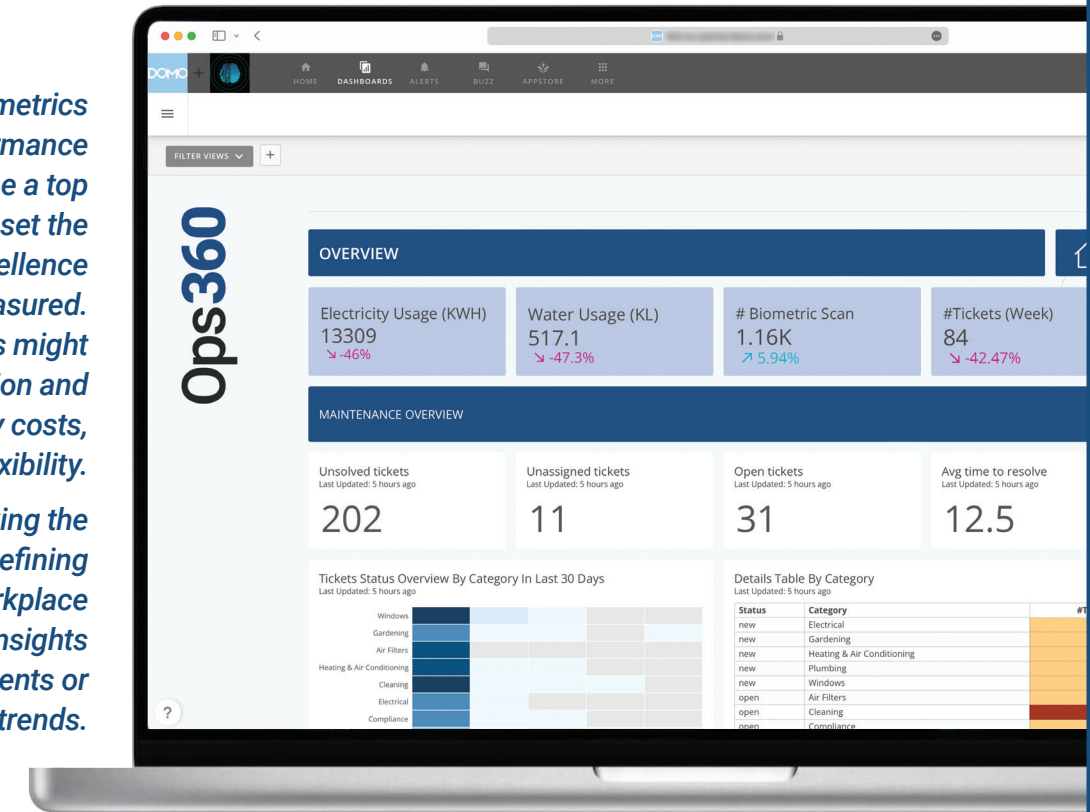 metrics
rmance
e a top
set the
ellence
asured.
s might
on and
y costs,
xibility.
ing the
efining
rkplace
nsights
ents or
trends.
DOMO +
HOME DASHBOARDS ALERTS BUZZ APPSTORE MORE
FILTER VIEWS +
Ops360
OVERVIEW
Electricity Usage (KWH)
13309
↘ -46%
Water Usage (KL)
517.1
↘ -47.3%
# Biometric Scan
1.16K
↗ 5.94%
#Tickets (Week)
84
↘ -42.47%
MAINTENANCE OVERVIEW
Unsolved tickets
Last Updated: 5 hours ago
202
Unassigned tickets
Last Updated: 5 hours ago
11
Open tickets
Last Updated: 5 hours ago
31
Avg time to resolve
Last Updated: 5 hours ago
12.5
Tickets Status Overview By Category In Last 30 Days
Last Updated: 5 hours ago
Windows
Gardening
Air Filters
Heating & Air Conditioning
Cleaning
Electrical
Compliance
Details Table By Category
Last Updated: 5 hours ago
Status Category #T
new Electrical
new Gardening
new Heating & Air Conditioning
new Plumbing
new Windows
open Air Filters
open Cleaning
open Compliance
?